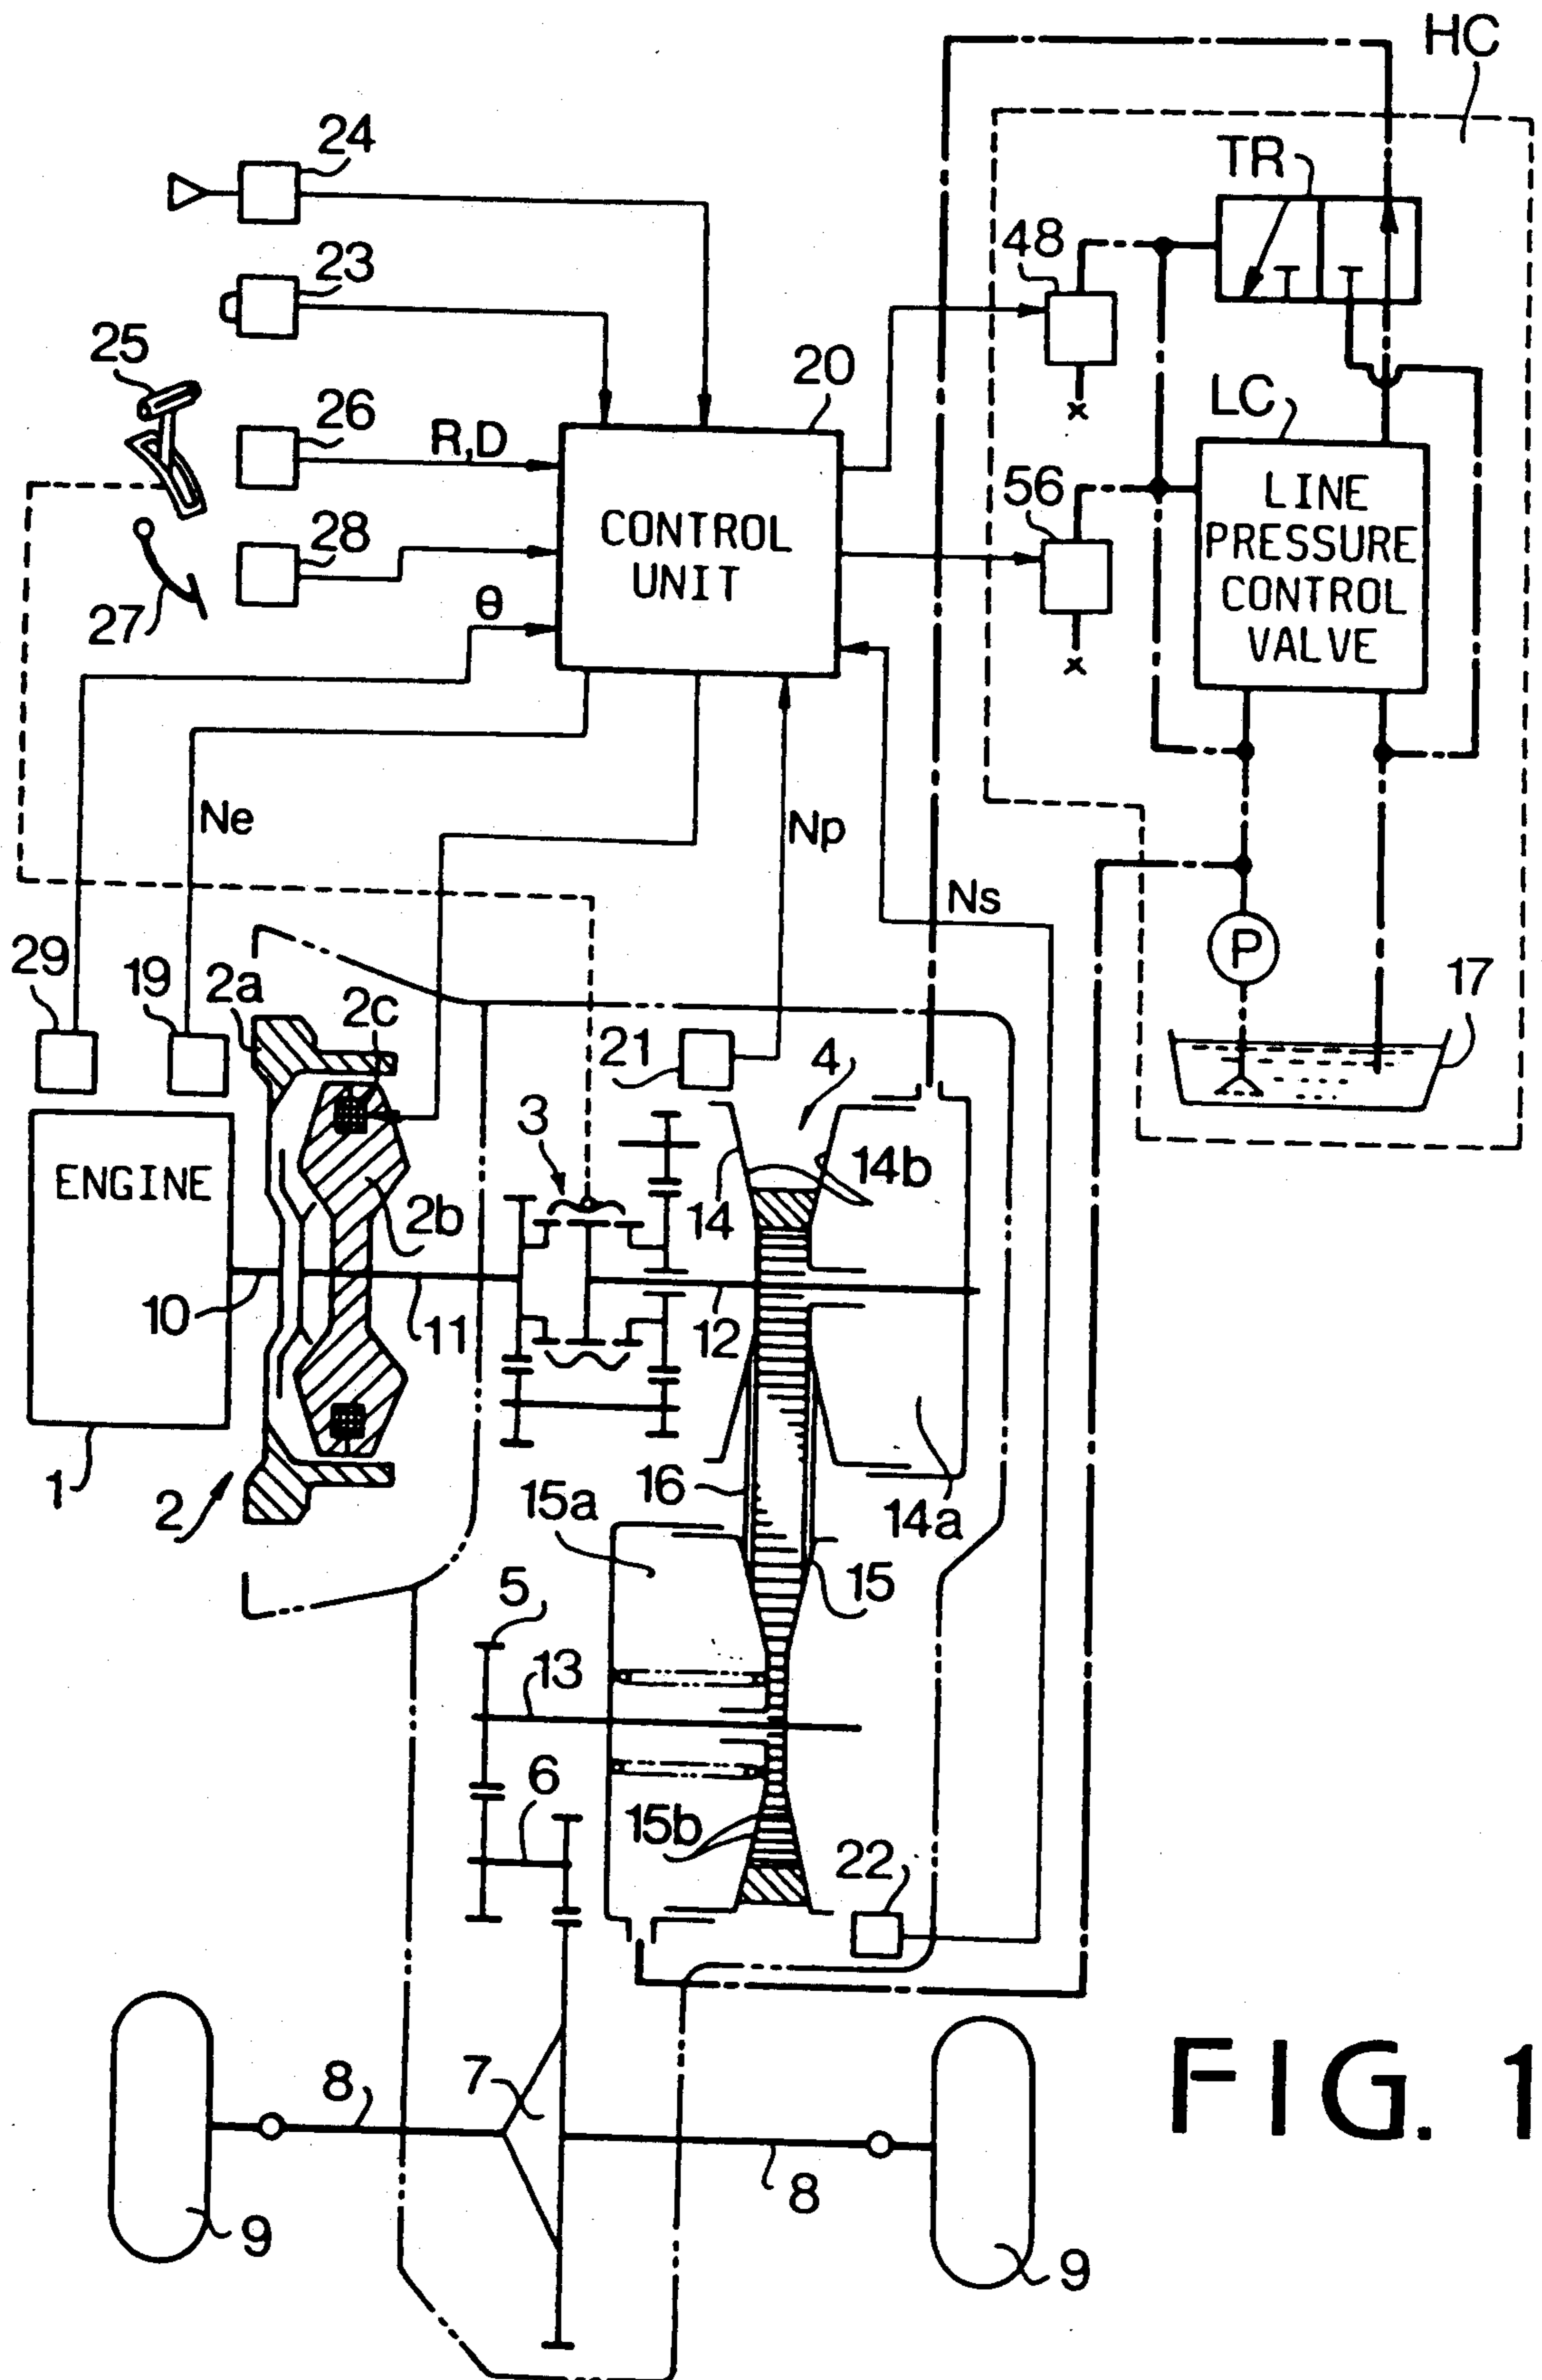 HC
24
TR
23
48
25
20
26
R,D
LC
56
28
CONTROL
UNIT
LINE
PRESSURE
CONTROL
VALVE
θ
27
Ne
Np
Ns
P
29
19
2a
2c
17
21
4
3
ENGINE
14b
14
2b
10
11
12
1
2
16
15a
14a
5
15
13
6
15b
22
7
8
8
9
9
x
x
FIG. 1